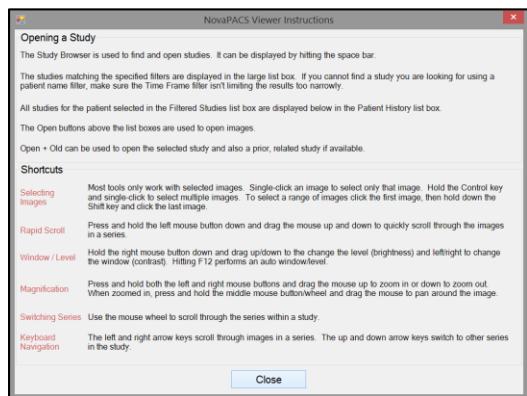 NovaPACS Viewer Instructions
Opening a Study
The Study Browser is used to find and open studies. It can be displayed by hitting the space bar.
The studies matching the specified filters are displayed in the large list box. If you cannot find a study you are looking for using a
patient name filter, make sure the Time Frame filter isn't limiting the results too narrowly.
All studies for the patient selected in the Filtered Studies list box are displayed below in the Patient History list box.
The Open buttons above the list boxes are used to open images.
Open + Old can be used to open the selected study and also a prior, related study if available.
Shortcuts
Selecting Images
Most tools only work with selected images. Single-click an image to select only that image. Hold the Control key
and single-click to select multiple images. To select a range of images click the first image, then hold down the
Shift key and click the last image.
Rapid Scroll
Press and hold the left mouse button down and drag the mouse up and down to quickly scroll through the images
in a series.
Window / Level
Hold the right mouse button down and drag up/down to the change the level (brightness) and left/right to change
the window (contrast). Hitting F12 performs an auto window/level.
Magnification
Press and hold both the left and right mouse buttons and drag the mouse up to zoom in or down to zoom out.
When zoomed in, press and hold the middle mouse button/wheel and drag the mouse to pan around the image.
Switching Series
Use the mouse wheel to scroll through the series within a study.
Keyboard Navigation
The left and right arrow keys scroll through images in a series. The up and down arrow keys switch to other series
in the study.
Close